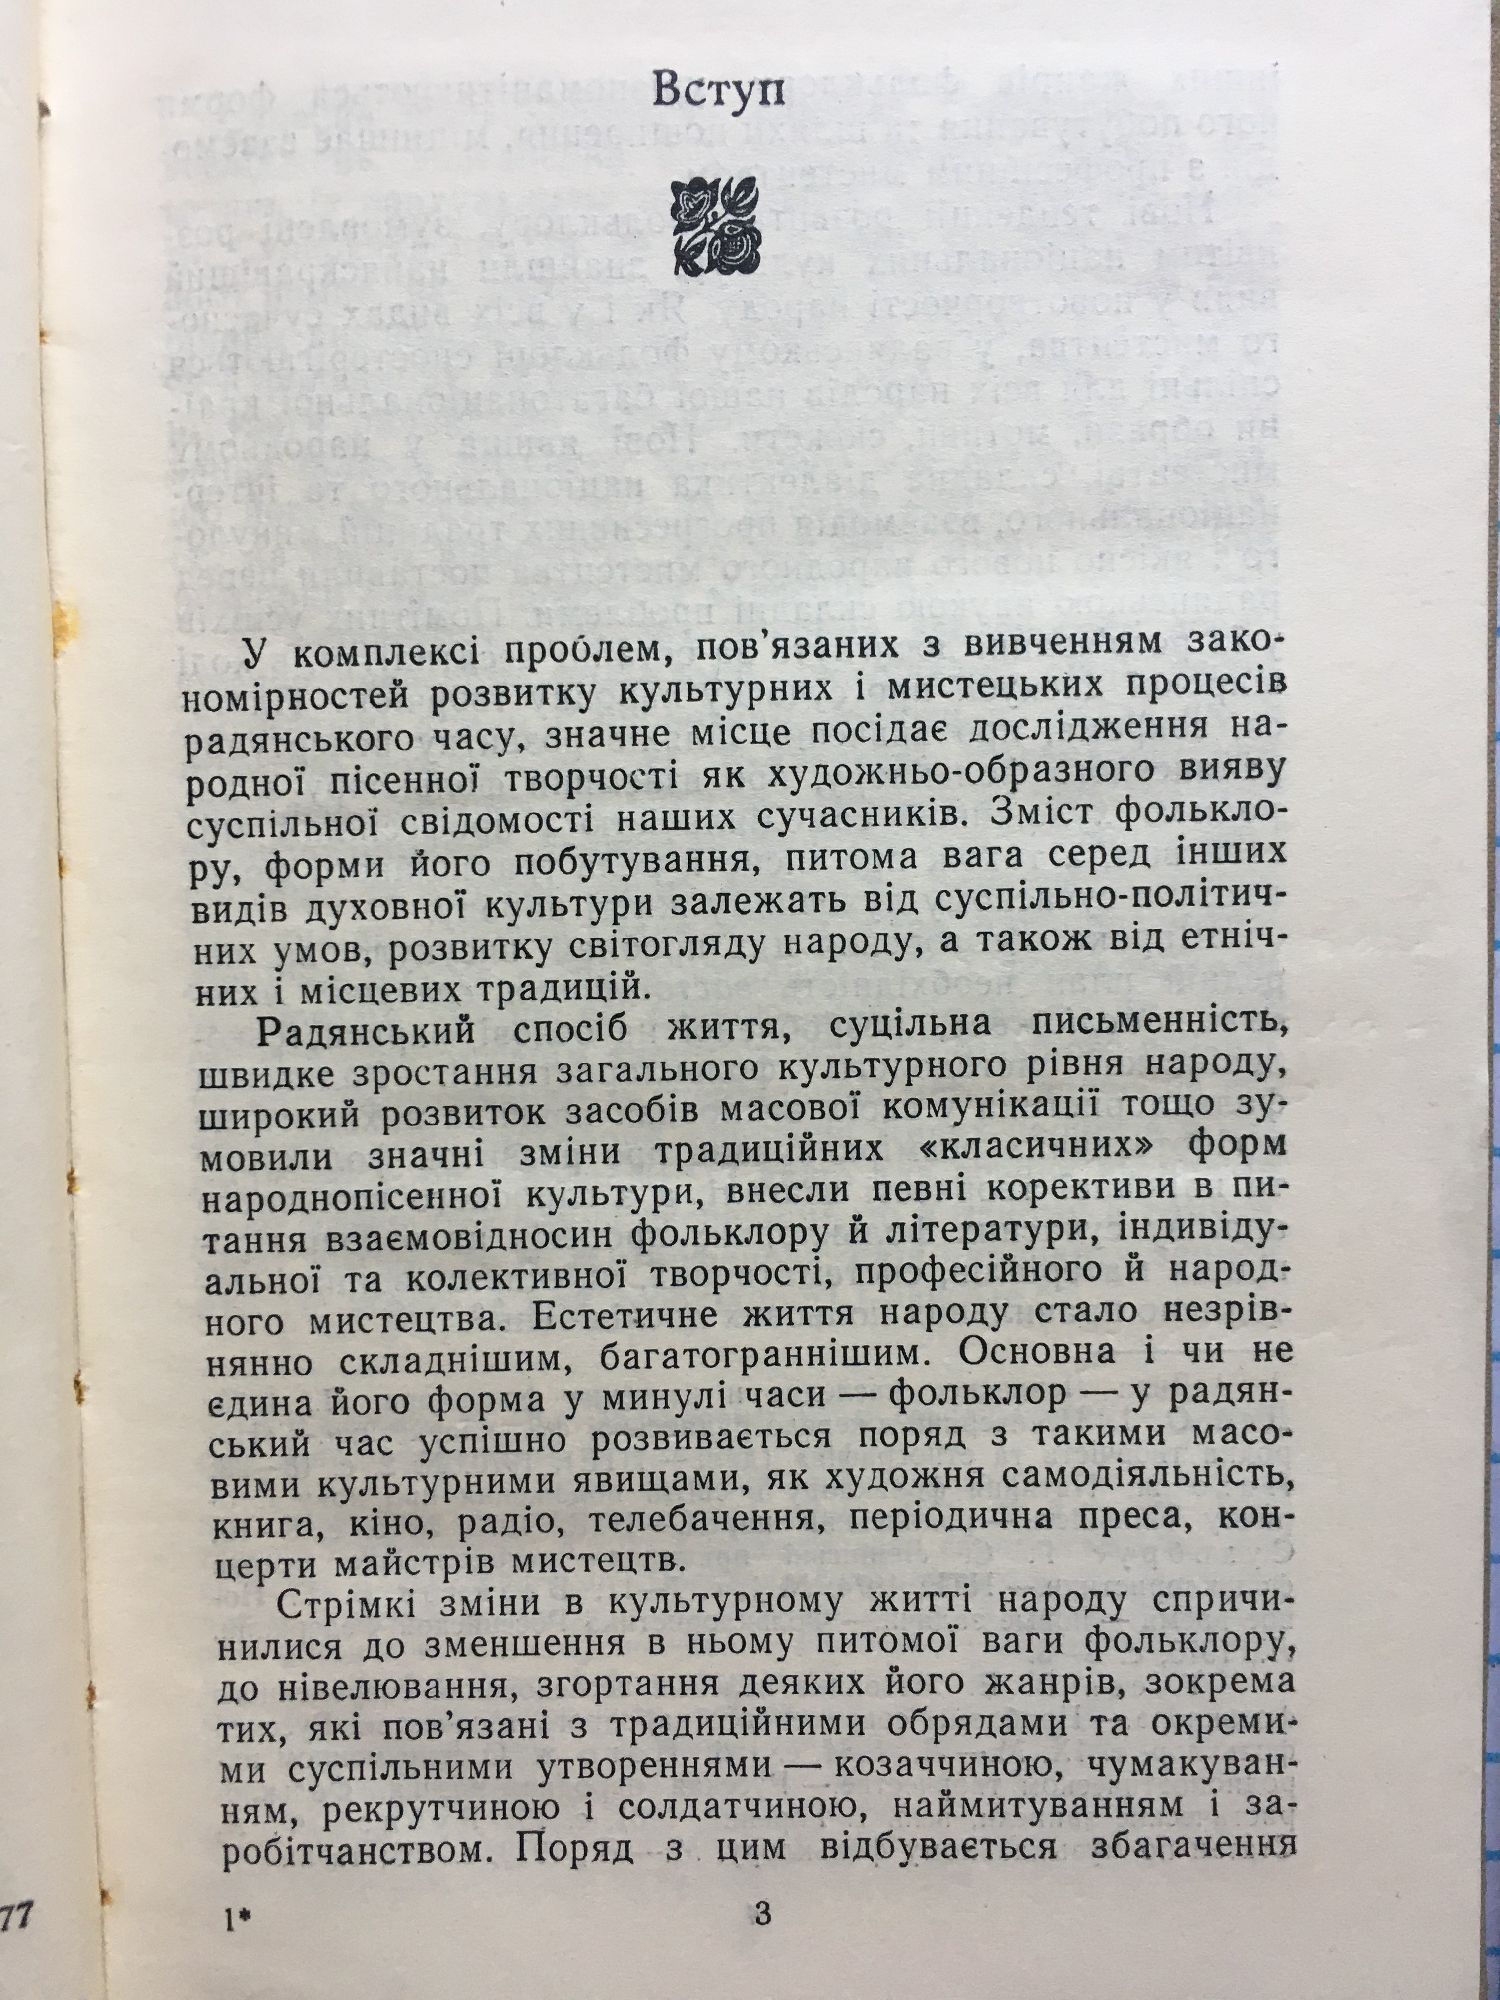 Вступ
У комплексі проблем, пов’язаних з вивченням зако-
номірностей розвитку культурних і мистецьких процесів
радянського часу, значне місце посідає дослідження на-
родної пісенної творчості як художньо-образного вияву
суспільної свідомості наших сучасників. Зміст фолькло-
ру, форми його побутування, питома вага серед інших
видів духовної культури залежать від суспільно-політич-
них умов, розвитку світогляду народу, а також від етніч-
них і місцевих традицій.
Радянський спосіб життя, суцільна письменність,
швидке зростання загального культурного рівня народу,
широкий розвиток засобів масової комунікації тощо зу-
мовили значні зміни традиційних «класичних» форм
народнопісенної культури, внесли певні корективи в пи-
тання взаємовідносин фольклору й літератури, індивіду-
альної та колективної творчості, професійного й народ-
ного мистецтва. Естетичне життя народу стало незрів-
нянно складнішим, багатограннішим. Основна і чи не
єдина його форма у минулі часи — фольклор — у радян-
ський час успішно розвивається поряд з такими масо-
вими культурними явищами, як художня самодіяльність,
книга, кіно, радіо, телебачення, періодична преса, кон-
церти майстрів мистецтв.
Стрімкі зміни в культурному житті народу спричи-
нилися до зменшення в ньому питомої ваги фольклору,
до нівелювання, згортання деяких його жанрів, зокрема
тих, які пов’язані з традиційними обрядами та окреми-
ми суспільними утвореннями — козаччиною, чумакуван-
ням, рекрутчиною і солдатчиною, наймитуванням і за-
робітчанством. Поряд з цим відбувається збагачення
77
1*
3